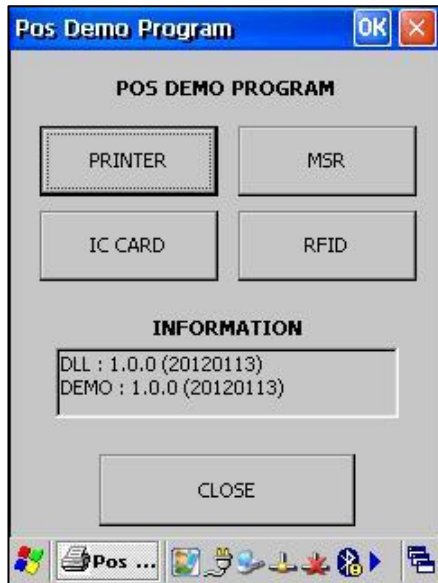 Pos Demo Program OK
POS DEMO PROGRAM
PRINTER MSR
IC CARD RFID
INFORMATION
DLL : 1.0.0 (20120113)
DEMO : 1.0.0 (20120113)
CLOSE
Pos ...